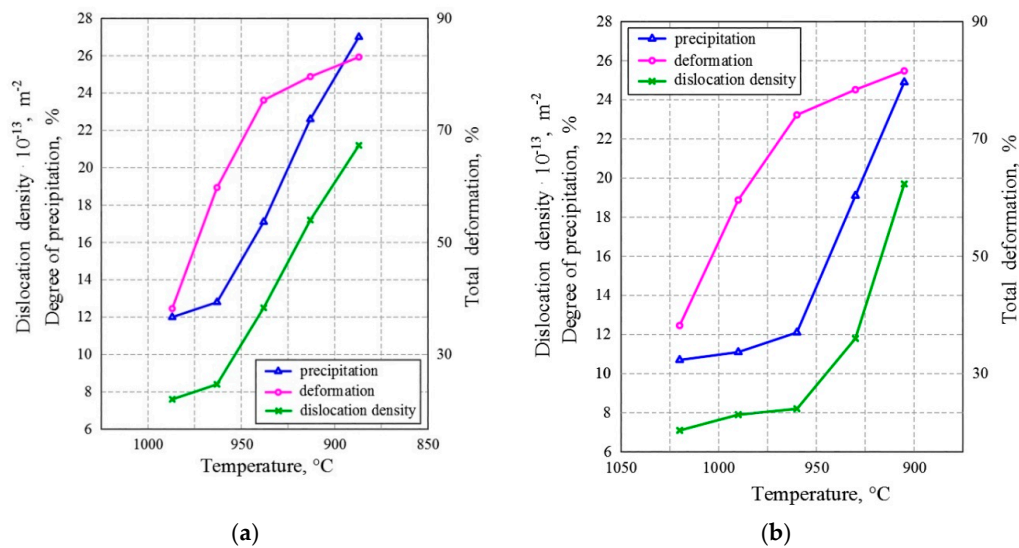 Dislocation density · 10⁻¹³, m⁻²
Degree of precipitation, %
28
26
24
22
20
18
16
14
12
10
8
6
90
70
50
30
Total deformation, %
precipitation
deformation
dislocation density
1000
950
900
850
Temperature, °C
(a)
Dislocation density · 10⁻¹³, m⁻²
Degree of precipitation, %
28
26
24
22
20
18
16
14
12
10
8
6
90
70
50
30
Total deformation, %
precipitation
deformation
dislocation density
1050
1000
950
900
Temperature, °C
(b)